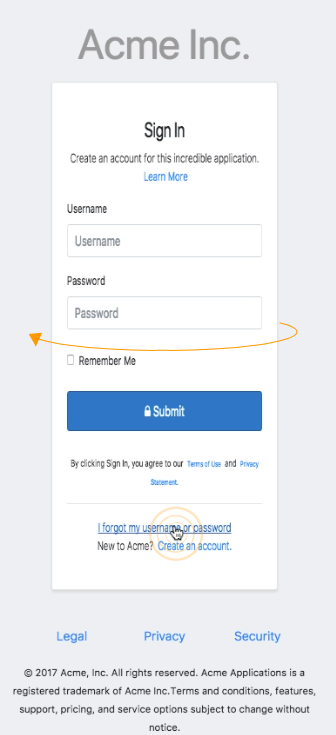 Acme Inc.
Sign In
Create an account for this incredible application.
Learn More
Username
Username
Password
Password
Remember Me
Submit
By clicking Sign In, you agree to our Terms of Use and Privacy
Statement.
I forgot my username or password
New to Acme? Create an account.
Legal Privacy Security
© 2017 Acme, Inc. All rights reserved. Acme Applications is a
registered trademark of Acme Inc.Terms and conditions, features,
support, pricing, and service options subject to change without
notice.